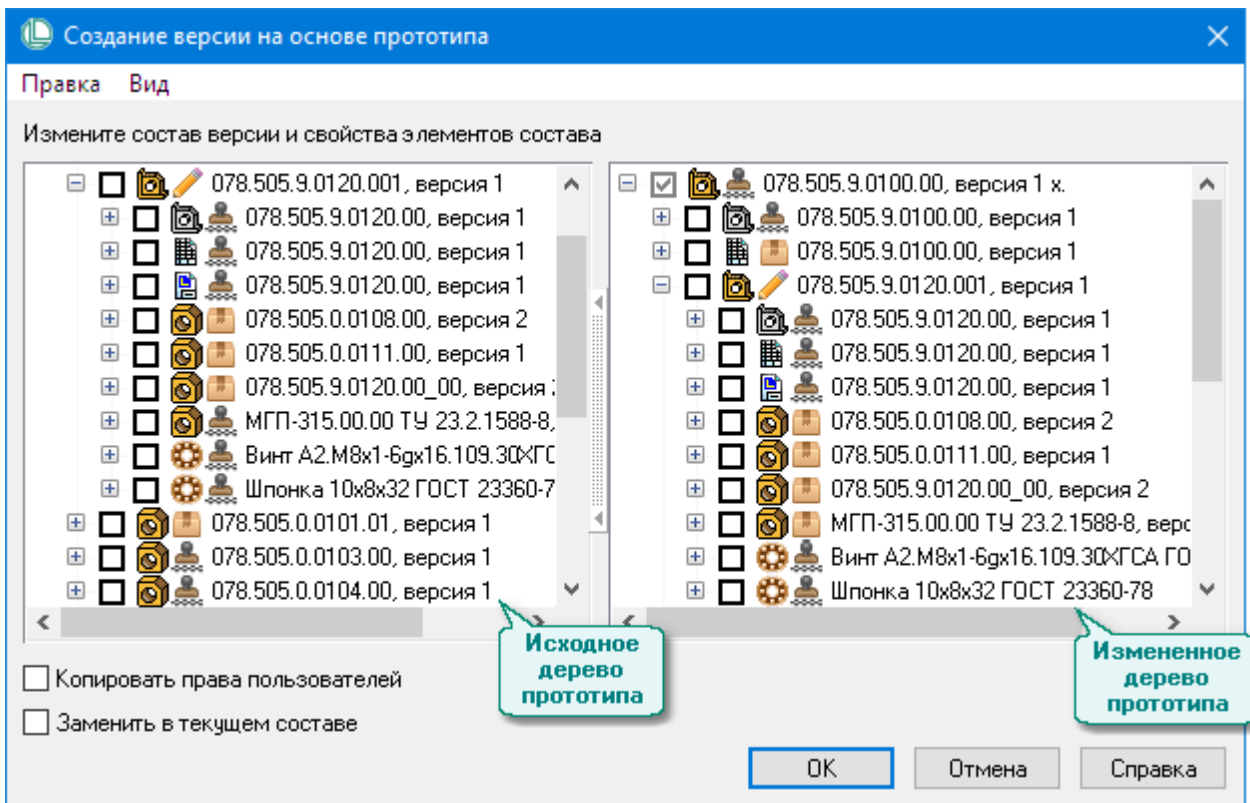 Создание версии на основе прототипа
Правка Вид
Измените состав версии и свойства элементов состава
078.505.9.0120.001, версия 1
078.505.9.0120.00, версия 1
078.505.9.0120.00, версия 1
078.505.9.0120.00, версия 1
078.505.0.0108.00, версия 2
078.505.0.0111.00, версия 1
078.505.9.0120.00_00, версия
МГП-315.00.00 ТУ 23.2.1588-8,
Винт А2.М8х1-6gх16.109.30ХГС
Шпонка 10х8х32 ГОСТ 23360-7
078.505.0.0101.01, версия 1
078.505.0.0103.00, версия 1
078.505.0.0104.00, версия 1
Исходное
дерево
прототипа
078.505.9.0100.00, версия 1 х.
078.505.9.0100.00, версия 1
078.505.9.0100.00, версия 1
078.505.9.0120.001, версия 1
078.505.9.0120.00, версия 1
078.505.9.0120.00, версия 1
078.505.9.0120.00, версия 1
078.505.0.0108.00, версия 2
078.505.0.0111.00, версия 1
078.505.9.0120.00_00, версия 2
МГП-315.00.00 ТУ 23.2.1588-8, верс
Винт А2.М8х1-6gх16.109.30ХГСА ГО
Шпонка 10х8х32 ГОСТ 23360-78
Измененное
дерево
прототипа
Копировать права пользователей
Заменить в текущем составе
ОК Отмена Справка